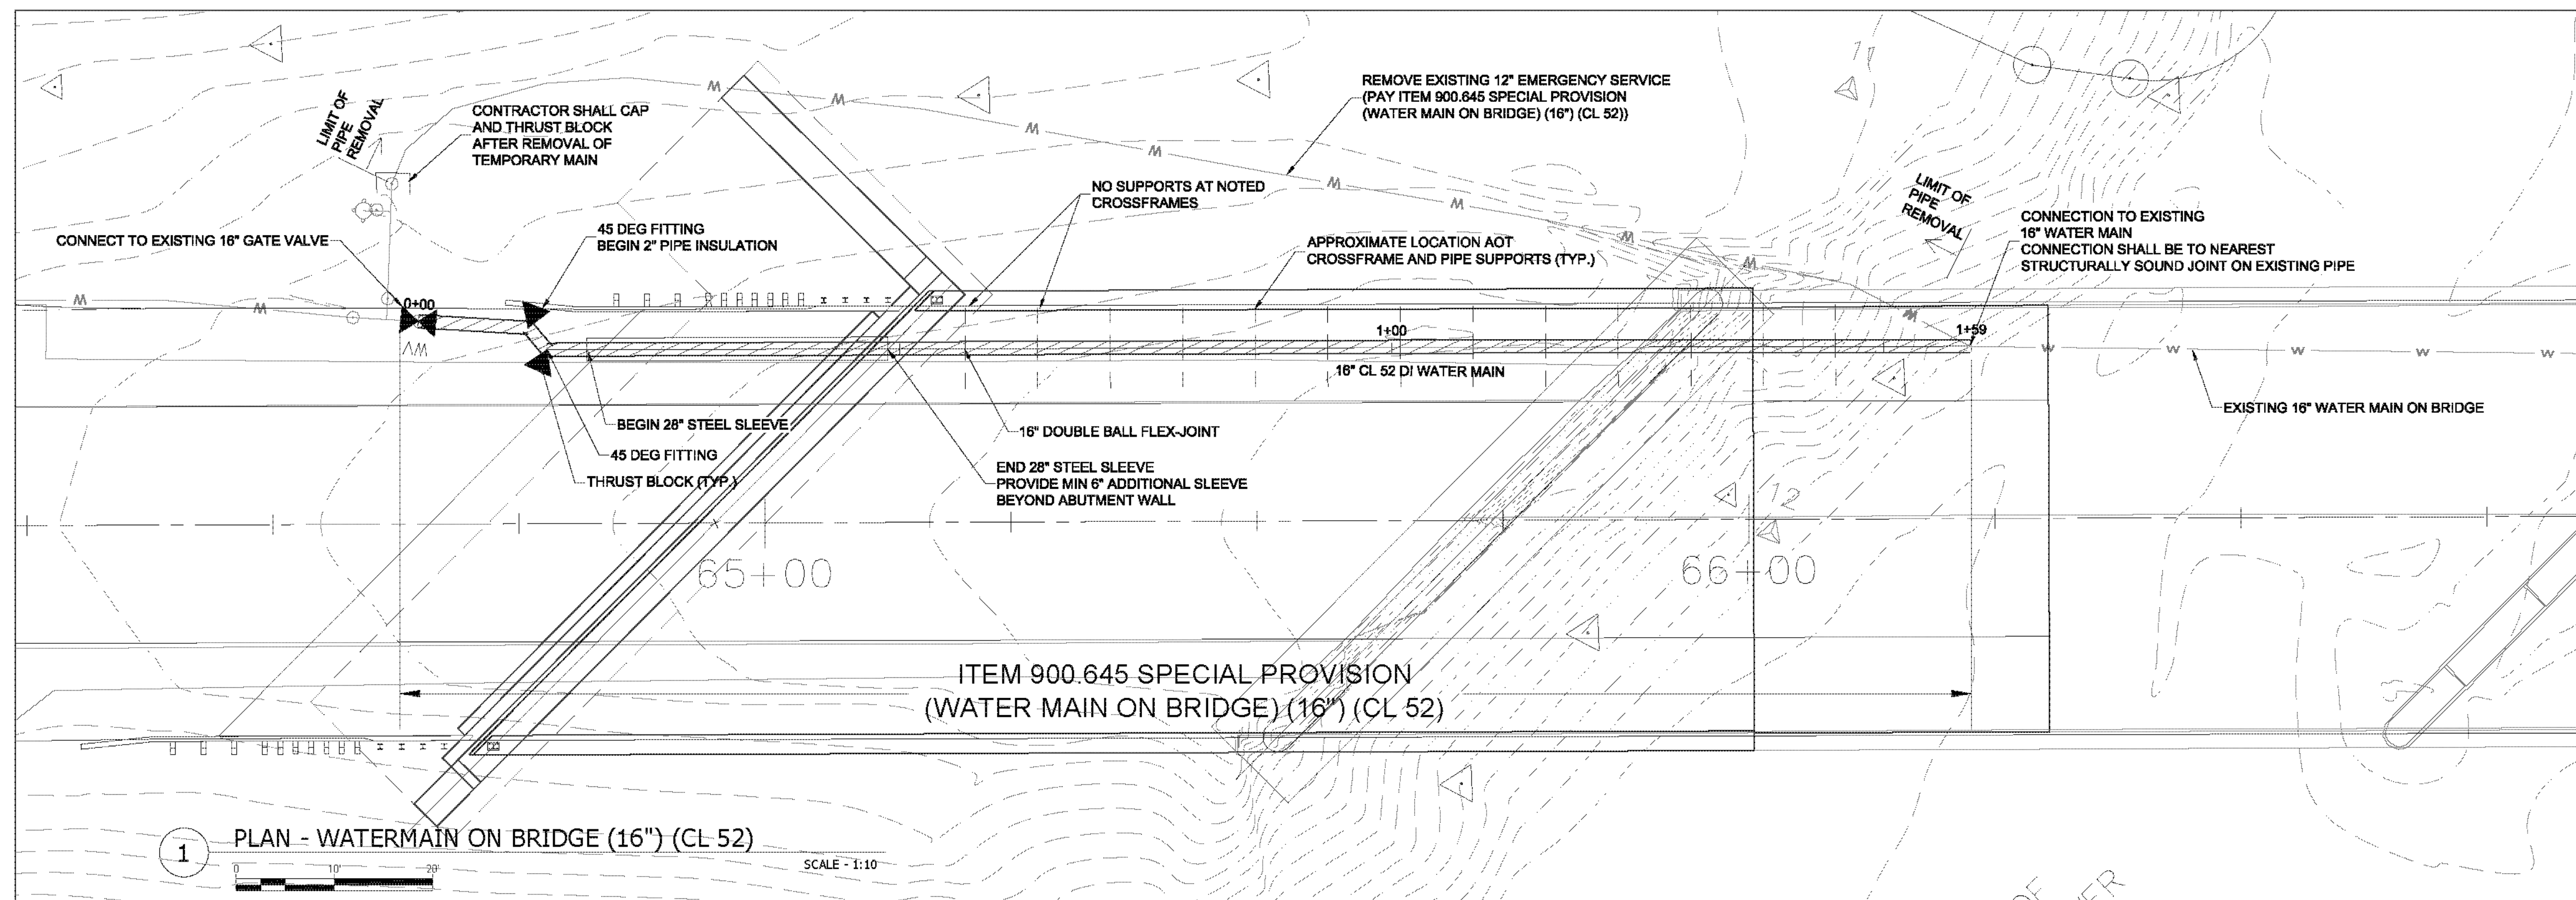 REMOVE EXISTING 12" EMERGENCY SERVICE
(PAY ITEM 900.645 SPECIAL PROVISION
(WATER MAIN ON BRIDGE) (16") (CL 52))
LIMIT OF
PIPE
REMOVAL
CONTRACTOR SHALL CAP
AND THRUST BLOCK
AFTER REMOVAL OF
TEMPORARY MAIN
NO SUPPORTS AT NOTED
CROSSFRAMES
LIMIT OF
PIPE
REMOVAL
CONNECTION TO EXISTING
16" WATER MAIN
CONNECTION SHALL BE TO NEAREST
STRUCTURALLY SOUND JOINT ON EXISTING PIPE
CONNECT TO EXISTING 16" GATE VALVE
45 DEG FITTING
BEGIN 2" PIPE INSULATION
APPROXIMATE LOCATION AOT
CROSSFRAME AND PIPE SUPPORTS (TYP.)
W
W
W
W
W
W
W
W
W
W
W
0+00
1+00
1+59
W
W
W
W
W
11
16" CL 52 DI WATER MAIN
EXISTING 16" WATER MAIN ON BRIDGE
BEGIN 28" STEEL SLEEVE
16" DOUBLE BALL FLEX-JOINT
45 DEG FITTING
THRUST BLOCK (TYP.)
END 28" STEEL SLEEVE
PROVIDE MIN 6" ADDITIONAL SLEEVE
BEYOND ABUTMENT WALL
12
65+00
66+00
ITEM 900.645 SPECIAL PROVISION
(WATER MAIN ON BRIDGE) (16") (CL 52)
1
PLAN - WATERMAIN ON BRIDGE (16") (CL 52)
SCALE - 1:10
0 10' 20'
OF